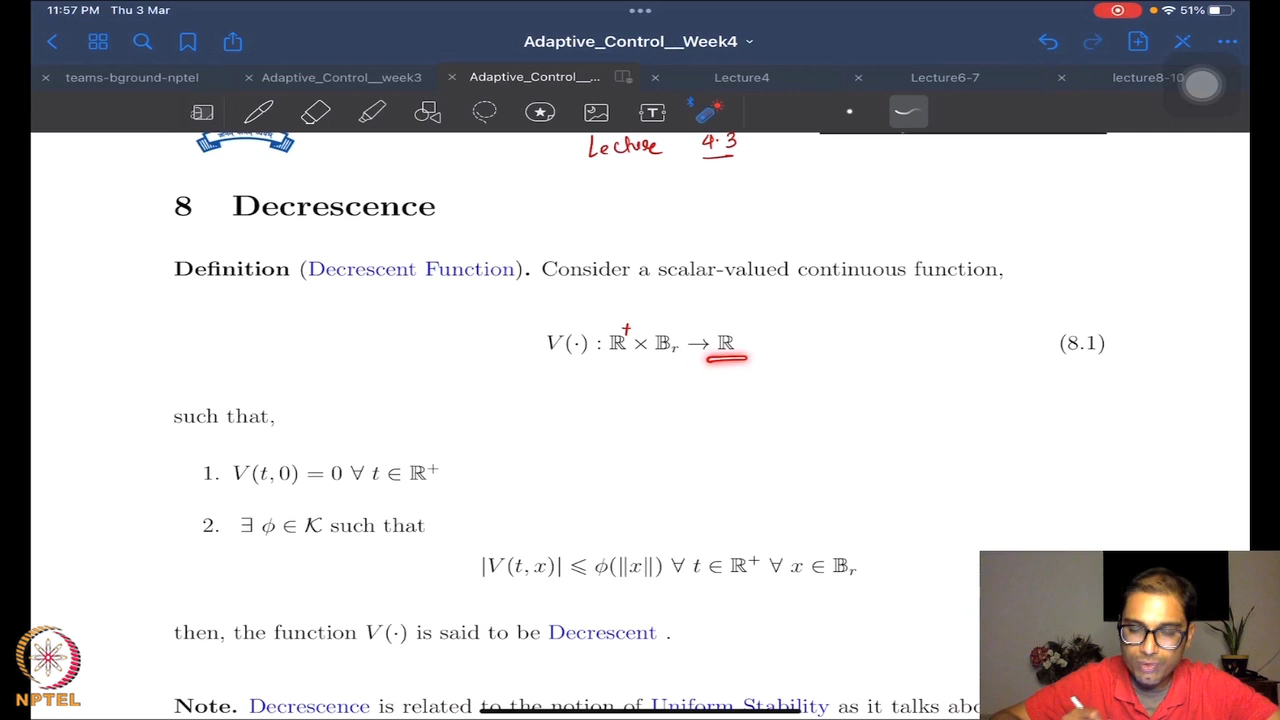 11:57 PM Thu 3 Mar
51%
Adaptive_Control__Week4
teams-bground-nptel
Adaptive_Control__week3
Adaptive_Control__...
Lecture4
Lecture6-7
lecture8-10
Lecture 4.3
8 Decrescence
Definition (Decrescent Function). Consider a scalar-valued continuous function,
V(·) : ℝ⁺ × 𝔹ᵣ → ℝ (8.1)
such that,
1. V(t, 0) = 0 ∀ t ∈ ℝ⁺
2. ∃ ϕ ∈ 𝒦 such that
|V(t, x)| ⩽ ϕ(‖x‖) ∀ t ∈ ℝ⁺ ∀ x ∈ 𝔹ᵣ
then, the function V(·) is said to be Decrescent .
Note. Decrescence is related to the notion of Uniform Stability as it talks
NPTEL